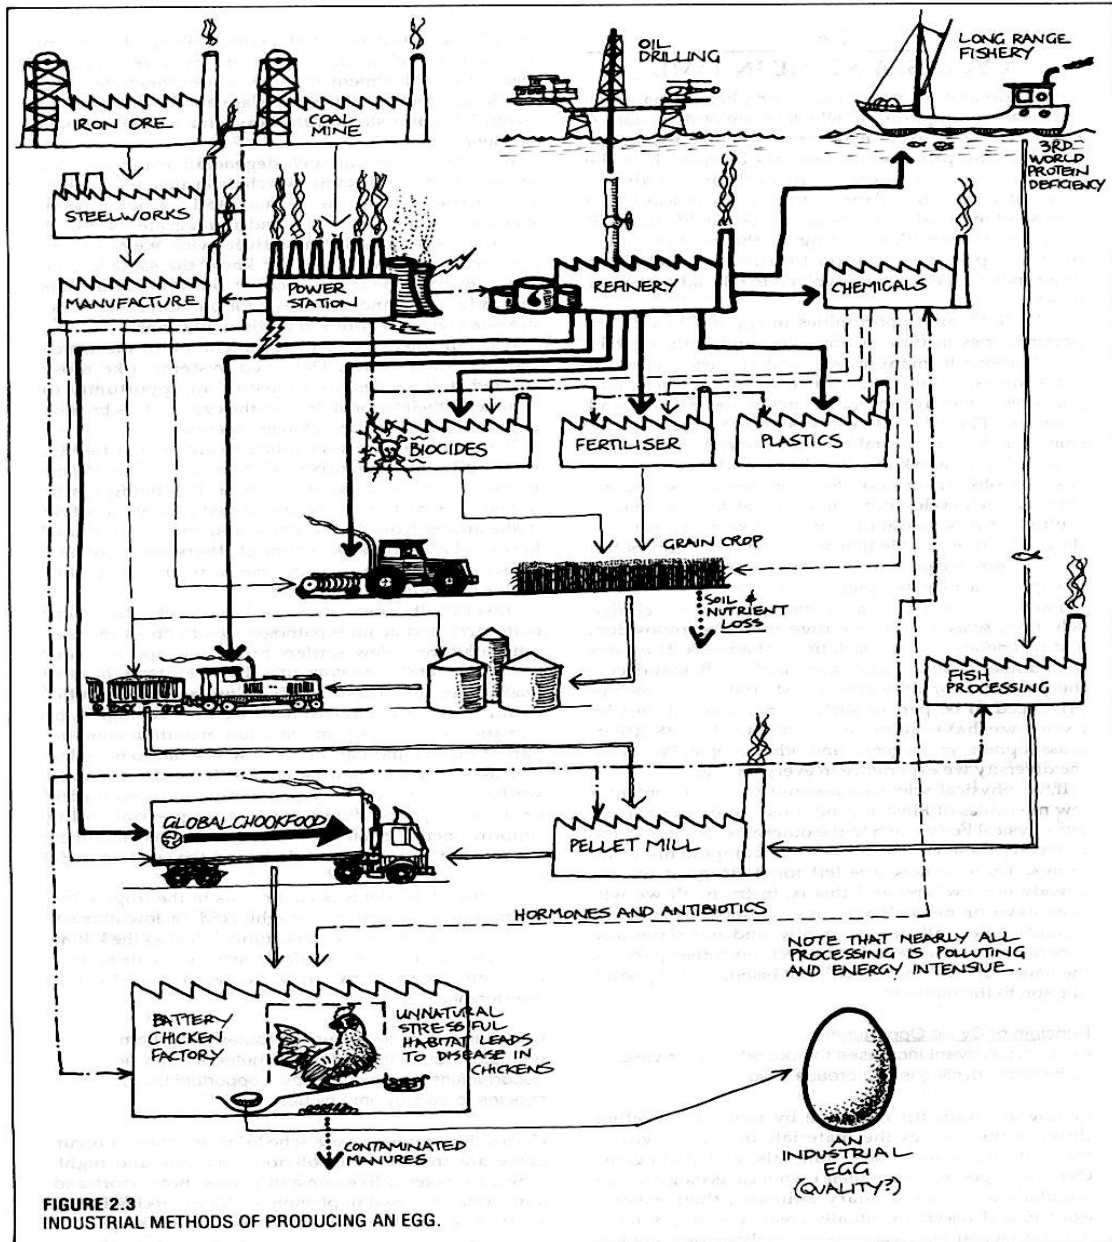 OIL
DRILLING
LONG RANGE
FISHERY
IRON ORE
COAL
MINE
3RD-
WORLD
PROTEIN
DEFICIENCY
STEELWORKS
MANUFACTURE
POWER
STATION
REFINERY
CHEMICALS
BIOCIDES
FERTILISER
PLASTICS
GRAIN CROP
SOIL &
NUTRIENT
LOSS
FISH
PROCESSING
GLOBAL CHOOKFOOD
PELLET MILL
HORMONES AND ANTIBIOTICS
NOTE THAT NEARLY ALL
PROCESSING IS POLLUTING
AND ENERGY INTENSIVE.
BATTERY
CHICKEN
FACTORY
UNNATURAL
STRESSFUL
HABITAT LEADS
TO DISEASE IN
CHICKENS
CONTAMINATED
MANURES
AN
INDUSTRIAL
EGG
(QUALITY?)
FIGURE 2.3
INDUSTRIAL METHODS OF PRODUCING AN EGG.